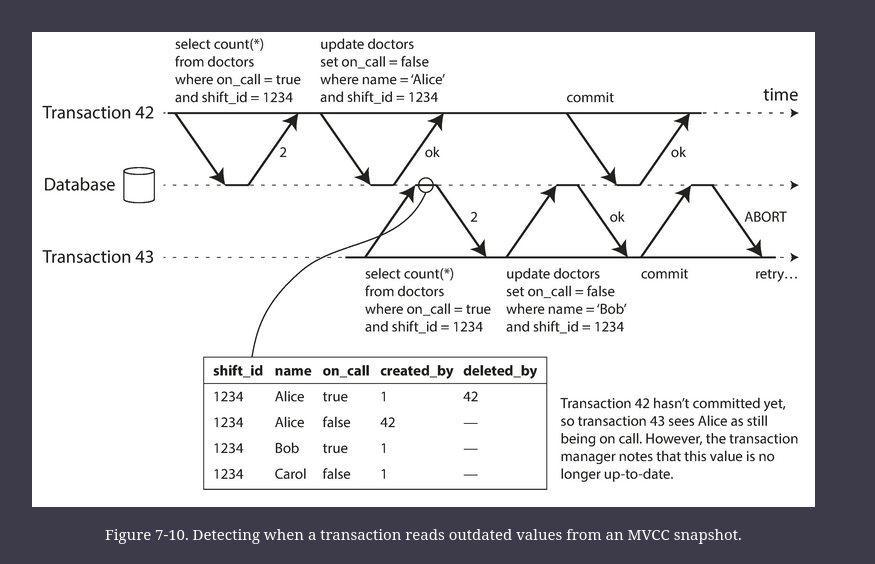 select count(*)
from doctors
where on_call = true
and shift_id = 1234
update doctors
set on_call = false
where name = ‘Alice’
and shift_id = 1234
commit
time
Transaction 42
2
ok
ok
Database
2
ok
ABORT
Transaction 43
select count(*)
from doctors
where on_call = true
and shift_id = 1234
update doctors
set on_call = false
where name = ‘Bob’
and shift_id = 1234
commit
retry…
shift_id name on_call created_by deleted_by
1234 Alice true 1 42
1234 Alice false 42 —
1234 Bob true 1 —
1234 Carol false 1 —
Transaction 42 hasn’t committed yet,
so transaction 43 sees Alice as still
being on call. However, the transaction
manager notes that this value is no
longer up-to-date.
Figure 7-10. Detecting when a transaction reads outdated values from an MVCC snapshot.